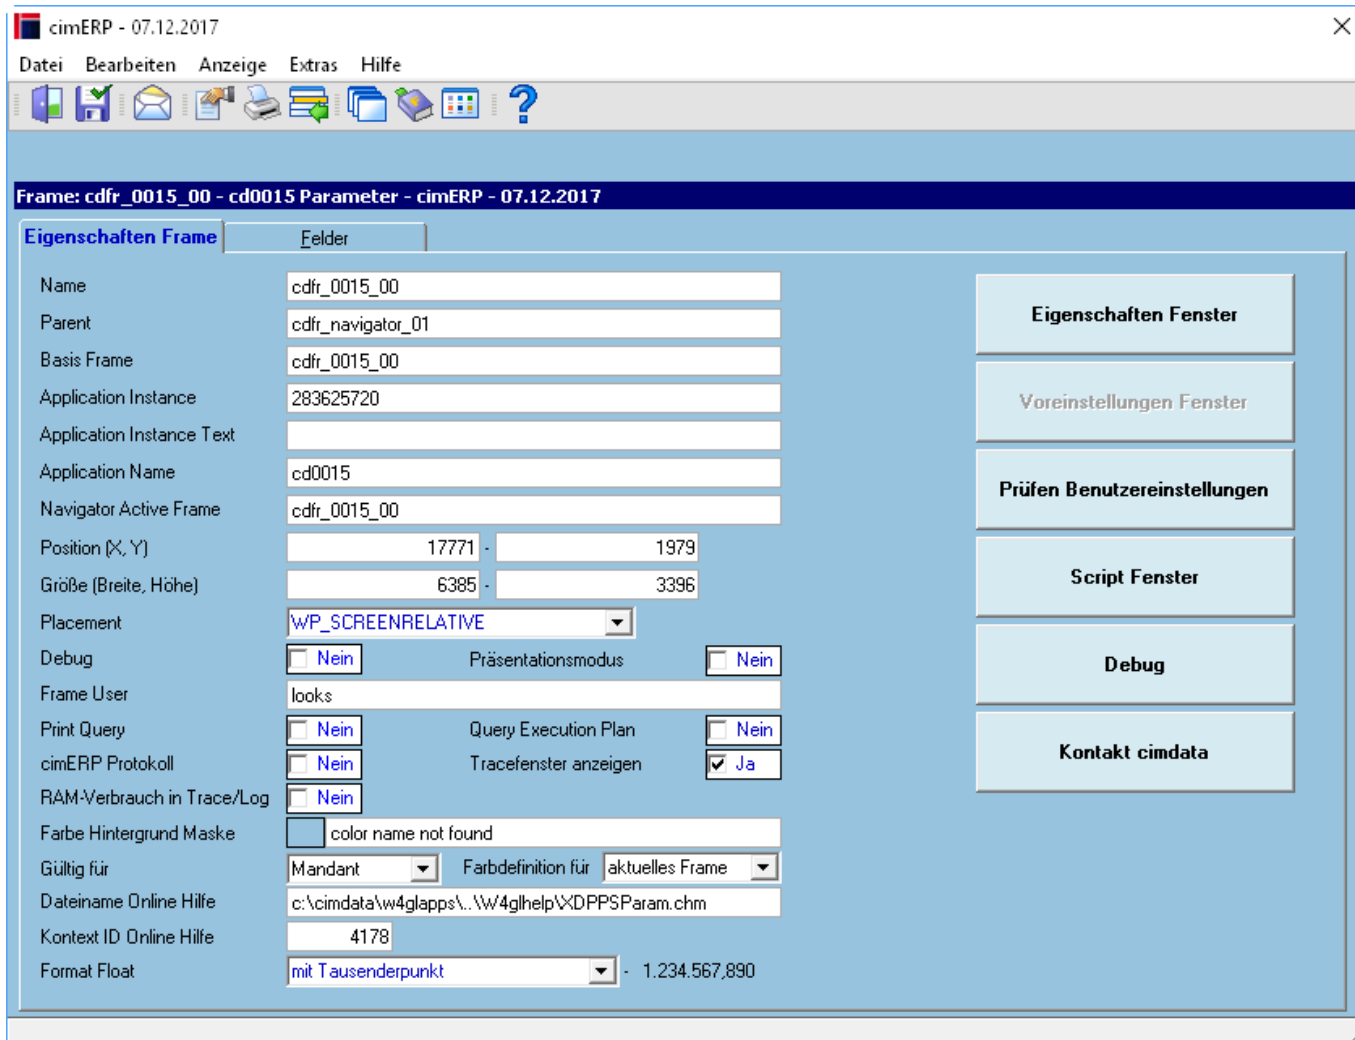 cimERP - 07.12.2017
Datei Bearbeiten Anzeige Extras Hilfe
Frame: cdfr_0015_00 - cd0015 Parameter - cimERP - 07.12.2017
Eigenschaften Frame Felder
Name cdfr_0015_00
Parent cdfr_navigator_01
Basis Frame cdfr_0015_00
Application Instance 283625720
Application Instance Text
Application Name cd0015
Navigator Active Frame cdfr_0015_00
Position (X, Y) 17771 - 1979
Größe (Breite, Höhe) 6385 - 3396
Placement WP_SCREENRELATIVE
Debug Nein Präsentationsmodus Nein
Frame User looks
Print Query Nein Query Execution Plan Nein
cimERP Protokoll Nein Tracefenster anzeigen Ja
RAM-Verbrauch in Trace/Log Nein
Farbe Hintergrund Maske color name not found
Gültig für Mandant Farbdefinition für aktuelles Frame
Dateiname Online Hilfe c:\cimdata\w4glapps\..\W4glhelp\XDPPSParam.chm
Kontext ID Online Hilfe 4178
Format Float mit Tausenderpunkt - 1.234.567,890
Eigenschaften Fenster
Voreinstellungen Fenster
Prüfen Benutzereinstellungen
Script Fenster
Debug
Kontakt cimdata